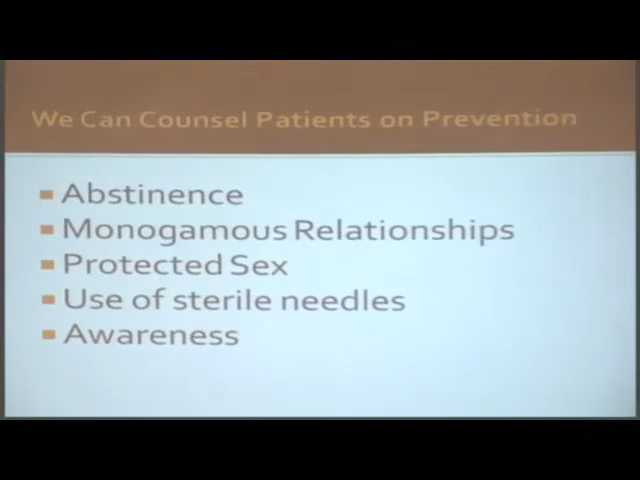 We Can Counsel Patients on Prevention
Abstinence
Monogamous Relationships
Protected Sex
Use of sterile needles
Awareness